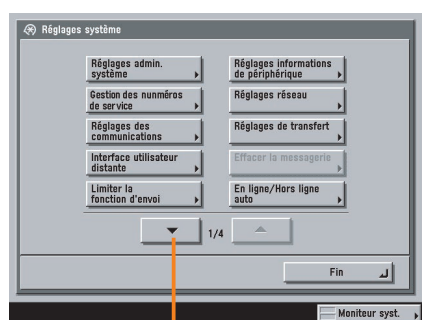 Réglages système
Réglages admin.
système
Réglages informations
de périphérique
Gestion des nunméros
de service
Réglages réseau
Réglages des
communications
Réglages de transfert
Interface utilisateur
distante
Effacer la messagerie
Limiter la
fonction d'envoi
En ligne/Hors ligne
auto
1/4
Fin
Moniteur syst.